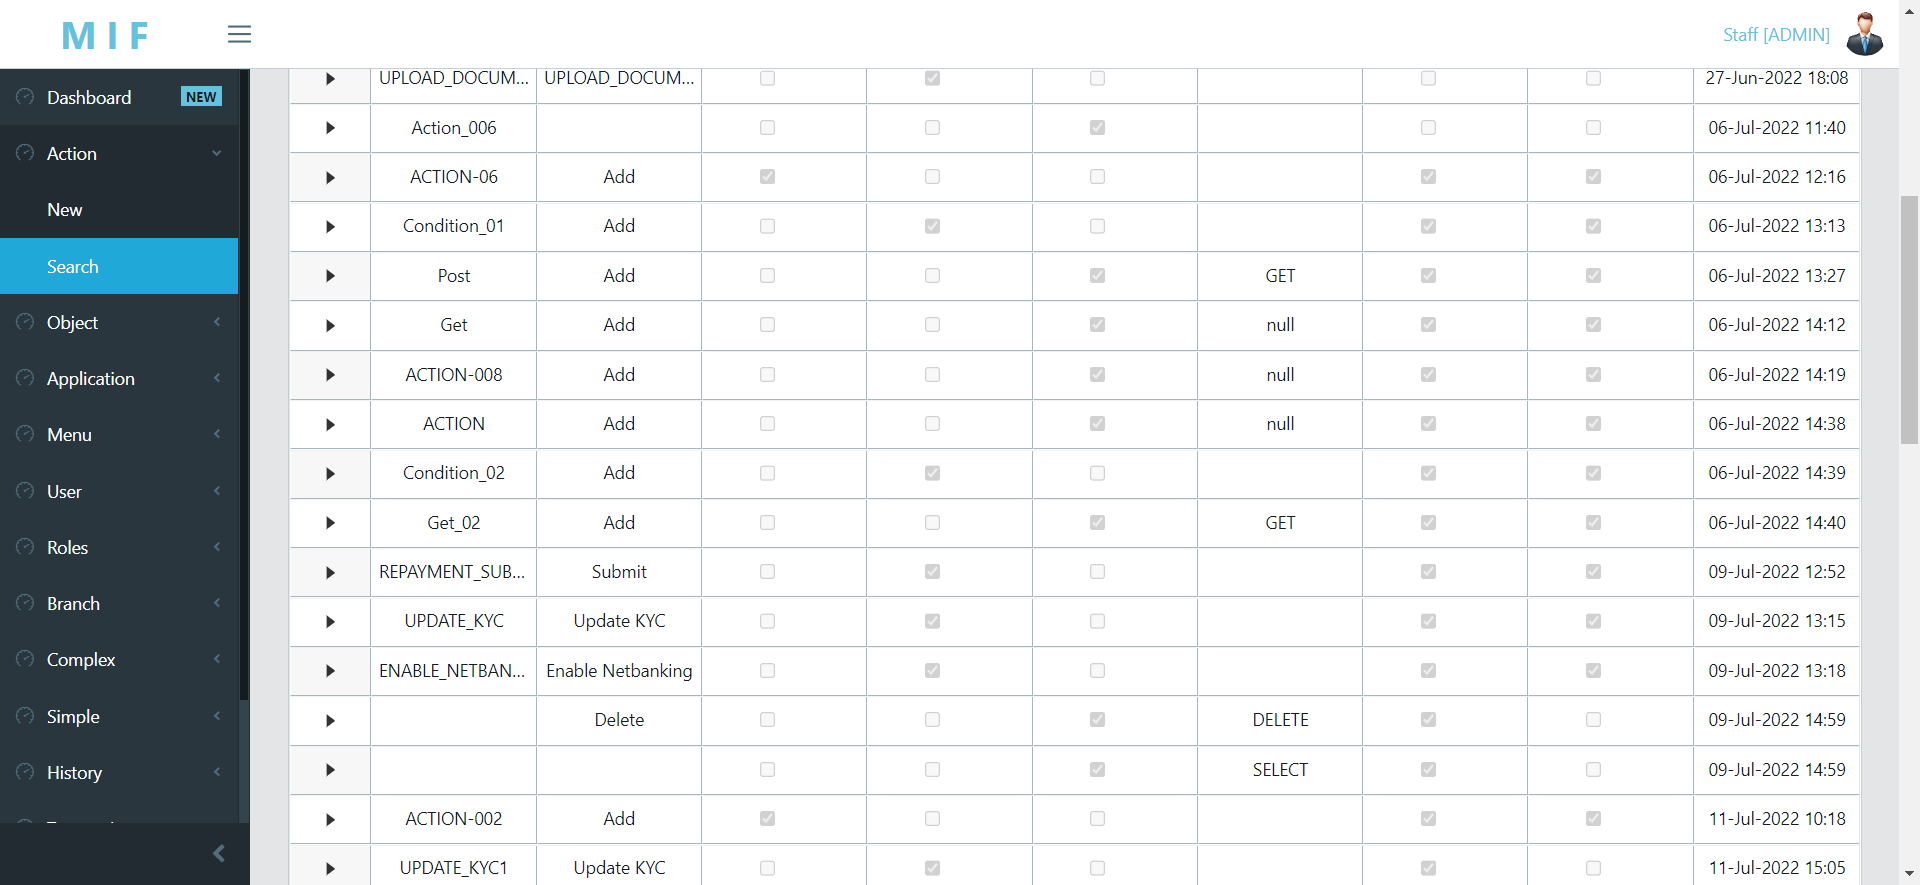 M I F
Staff [ADMIN]
Dashboard NEW
Action
New
Search
Object
Application
Menu
User
Roles
Branch
Complex
Simple
History
UPLOAD_DOCUM... UPLOAD_DOCUM... 27-Jun-2022 18:08
Action_006 06-Jul-2022 11:40
ACTION-06 Add 06-Jul-2022 12:16
Condition_01 Add 06-Jul-2022 13:13
Post Add GET 06-Jul-2022 13:27
Get Add null 06-Jul-2022 14:12
ACTION-008 Add null 06-Jul-2022 14:19
ACTION Add null 06-Jul-2022 14:38
Condition_02 Add 06-Jul-2022 14:39
Get_02 Add GET 06-Jul-2022 14:40
REPAYMENT_SUB... Submit 09-Jul-2022 12:52
UPDATE_KYC Update KYC 09-Jul-2022 13:15
ENABLE_NETBAN... Enable Netbanking 09-Jul-2022 13:18
Delete DELETE 09-Jul-2022 14:59
SELECT 09-Jul-2022 14:59
ACTION-002 Add 11-Jul-2022 10:18
UPDATE_KYC1 Update KYC 11-Jul-2022 15:05